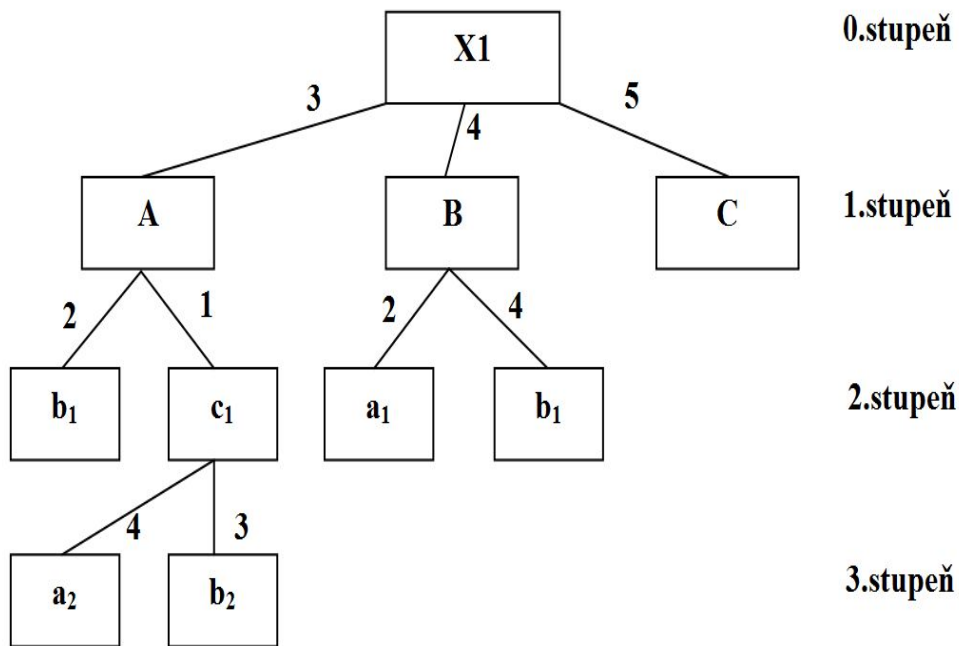 X1 0.stupeň
3 4 5
A B C 1.stupeň
2 1 2 4
b₁ c₁ a₁ b₁ 2.stupeň
4 3
a₂ b₂ 3.stupeň